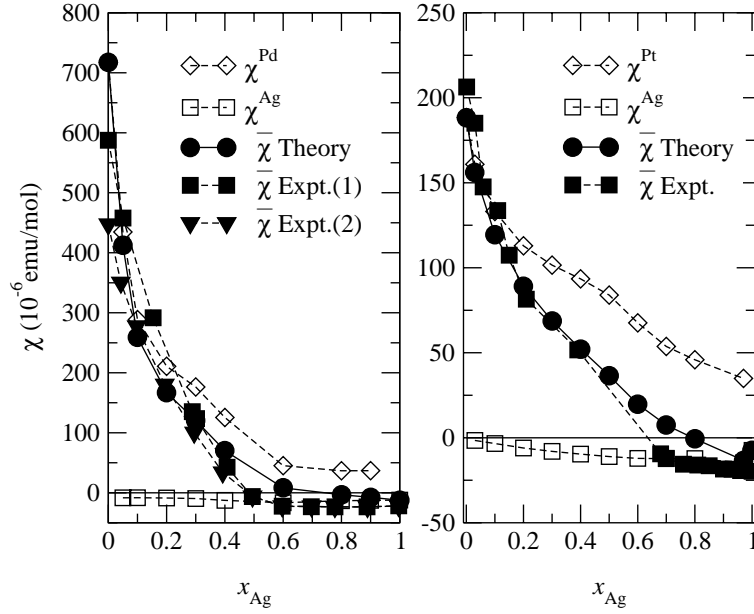 χ (10⁻⁶ emu/mol)
800
700
600
500
400
300
200
100
0
0
0.2
0.4
0.6
0.8
1
x_Ag
χ^Pd
χ^Ag
χ̅ Theory
χ̅ Expt.(1)
χ̅ Expt.(2)
250
200
150
100
50
0
-50
0
0.2
0.4
0.6
0.8
1
x_Ag
χ^Pt
χ^Ag
χ̅ Theory
χ̅ Expt.